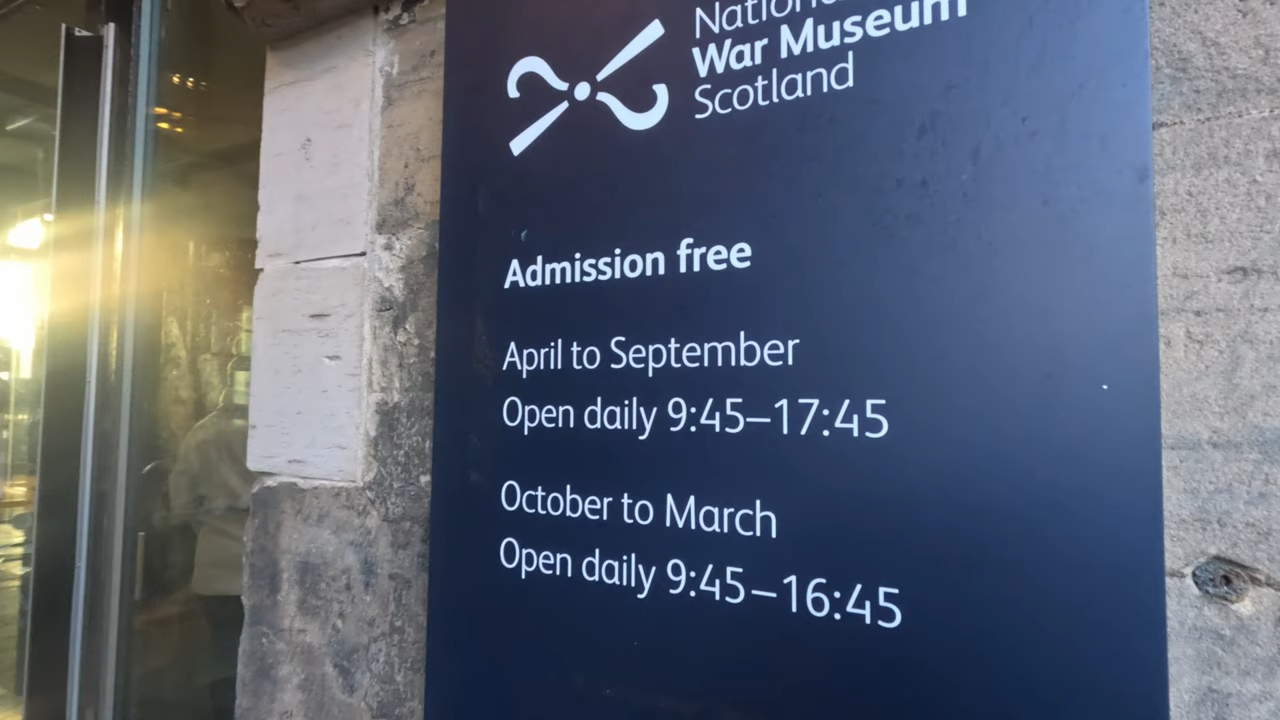 National
War Museum
Scotland
Admission free
April to September
Open daily 9:45–17:45
October to March
Open daily 9:45–16:45